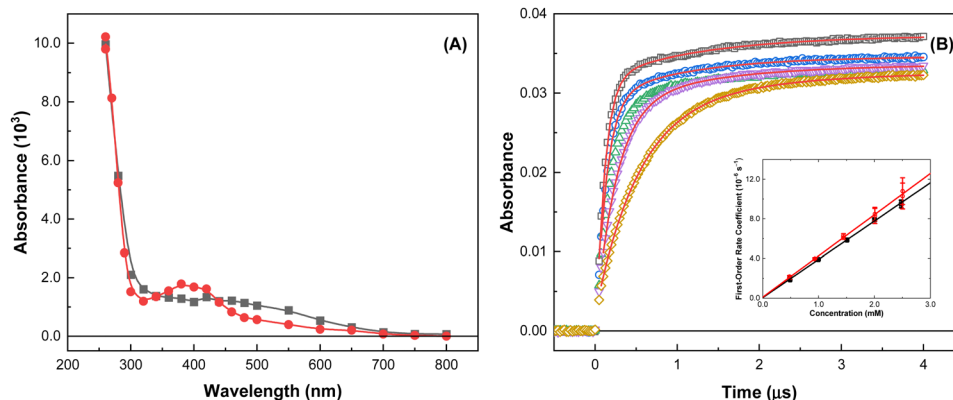 (A)
Absorbance (10³)
10.0
8.0
6.0
4.0
2.0
0.0
200 300 400 500 600 700 800
Wavelength (nm)
(B)
Absorbance
0.04
0.03
0.02
0.01
0.00
0 1 2 3 4
Time (μs)
First-Order Rate Coefficient (10⁻⁶ s⁻¹)
12.0
8.0
4.0
0.0
0.0 1.0 2.0 3.0
Concentration (mM)